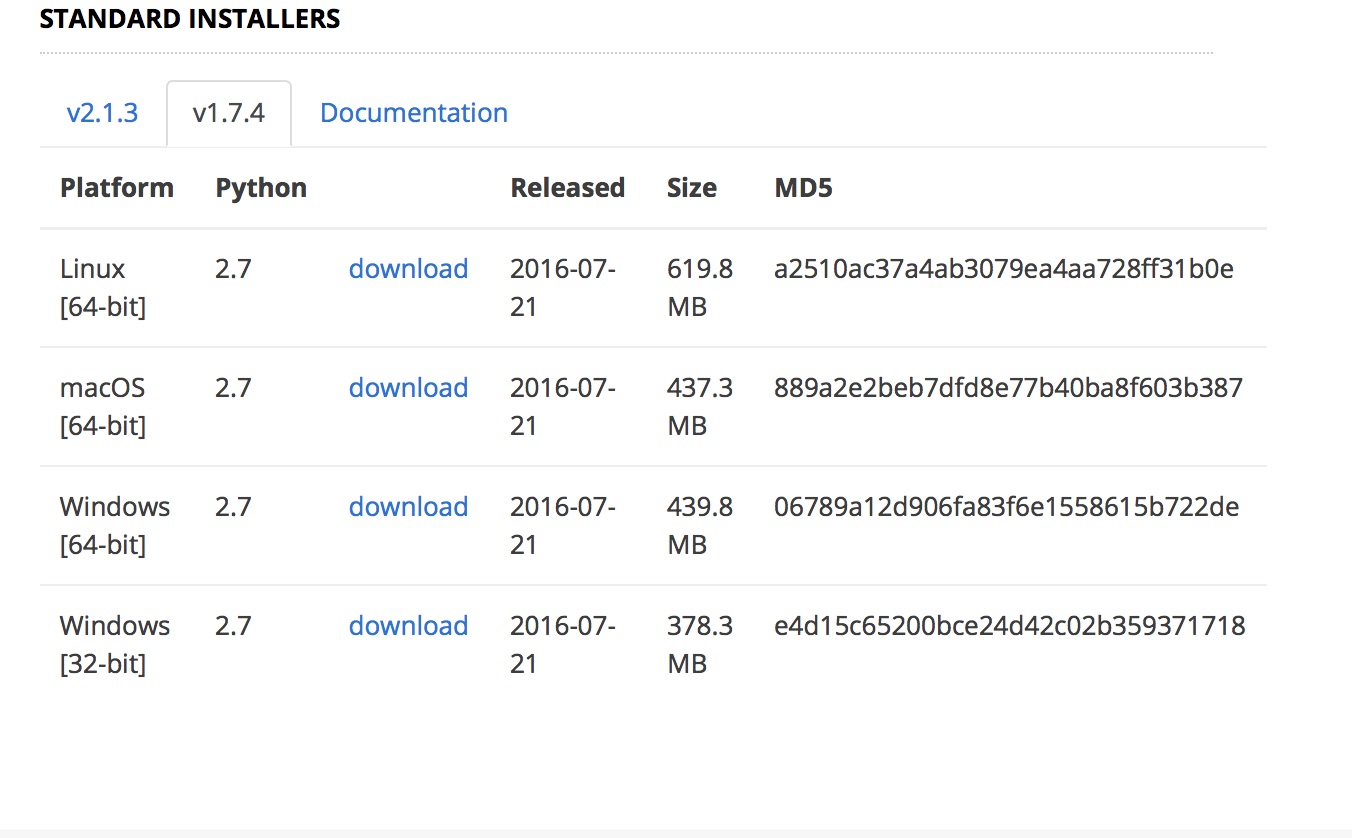 STANDARD INSTALLERS
v2.1.3 v1.7.4 Documentation
Platform Python Released Size MD5
Linux 2.7 download 2016-07- 619.8 a2510ac37a4ab3079ea4aa728ff31b0e
[64-bit] 21 MB
macOS 2.7 download 2016-07- 437.3 889a2e2beb7dfd8e77b40ba8f603b387
[64-bit] 21 MB
Windows 2.7 download 2016-07- 439.8 06789a12d906fa83f6e1558615b722de
[64-bit] 21 MB
Windows 2.7 download 2016-07- 378.3 e4d15c65200bce24d42c02b359371718
[32-bit] 21 MB